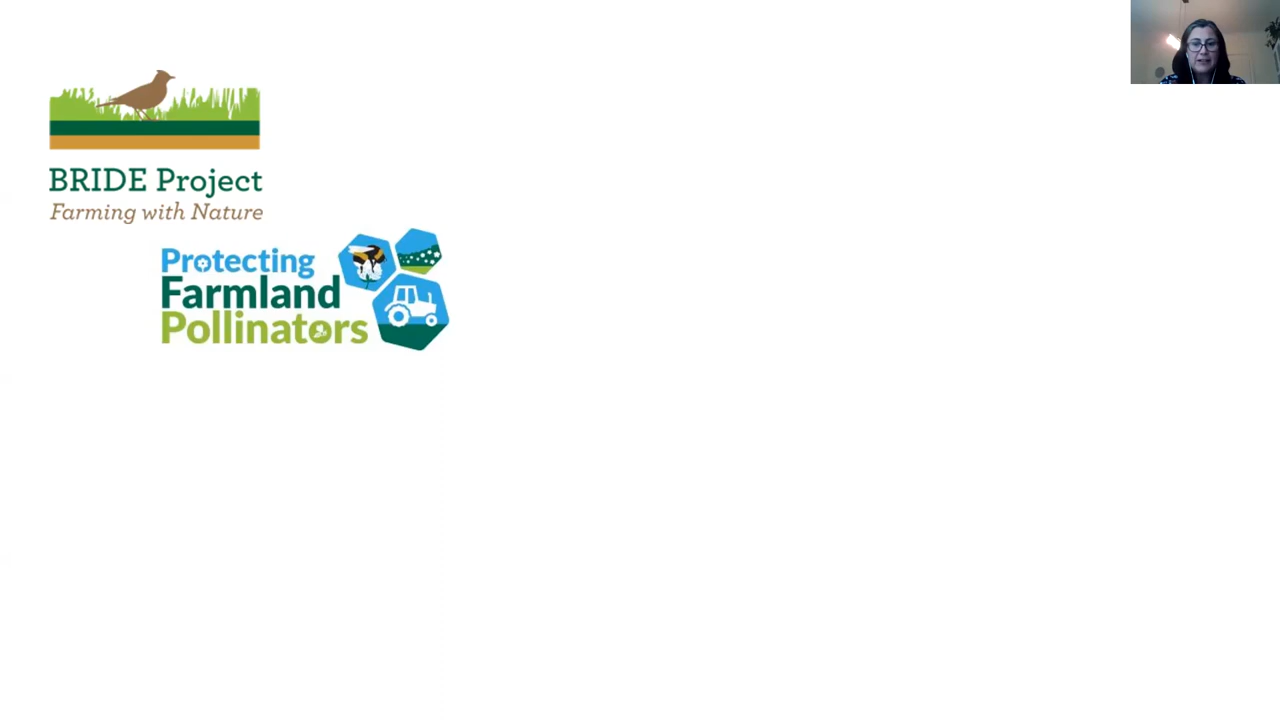 BRIDE Project
Farming with Nature
Protecting
Farmland
Pollinators